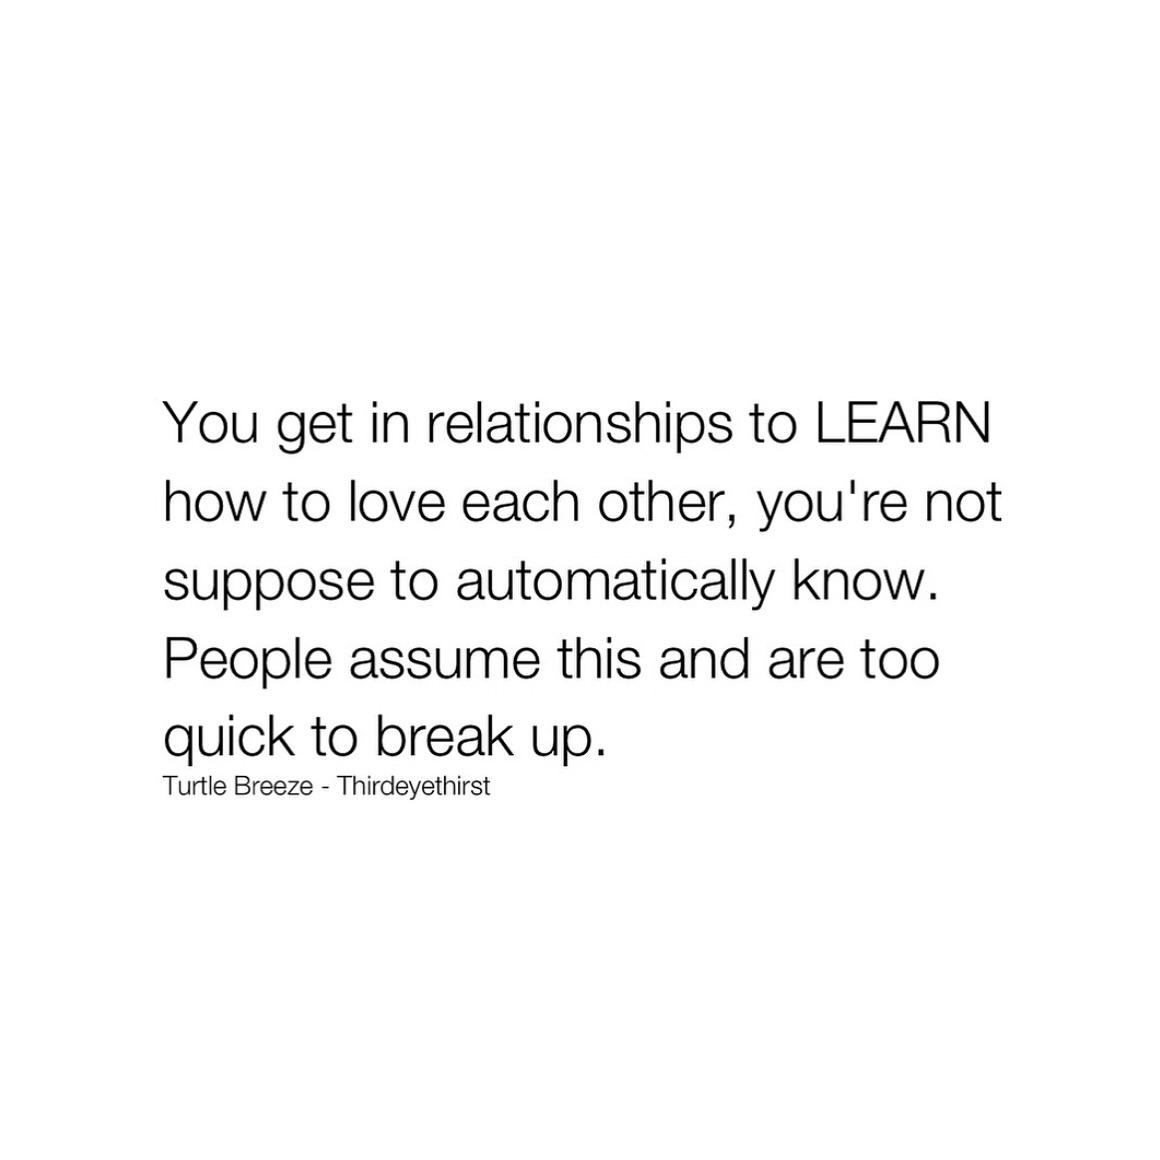 You get in relationships to LEARN
how to love each other, you're not
suppose to automatically know.
People assume this and are too
quick to break up.
Turtle Breeze - Thirdeyethirst